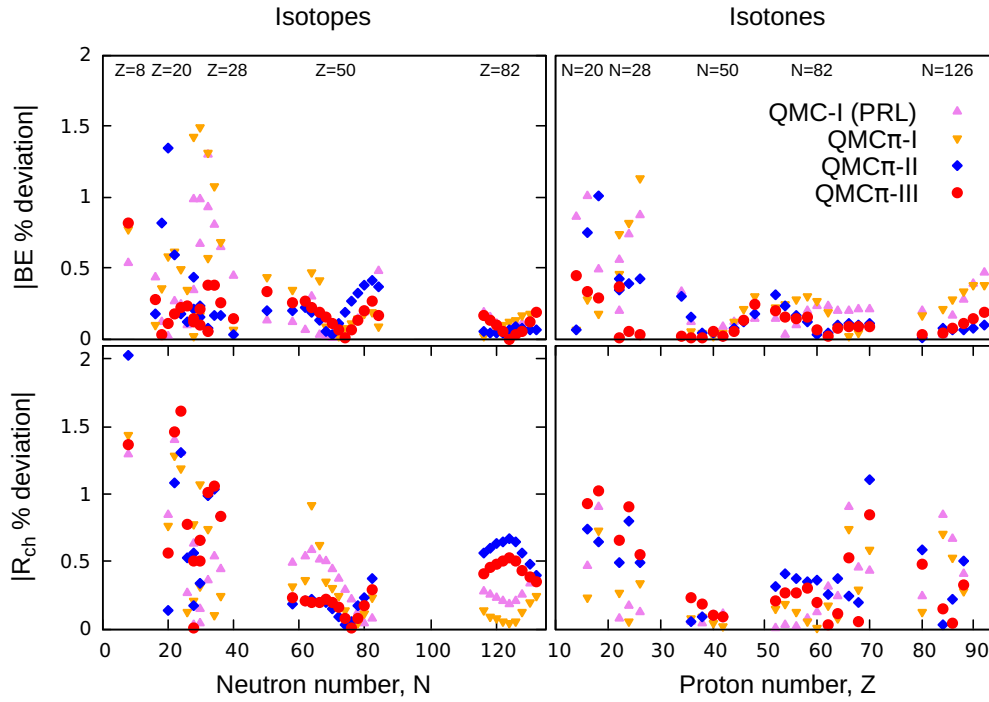 Isotopes Isotones
|BE % deviation|
2
1.5
1
0.5
0
Z=8 Z=20 Z=28 Z=50 Z=82
N=20 N=28 N=50 N=82 N=126
QMC-I (PRL)
QMCπ-I
QMCπ-II
QMCπ-III
|Rch % deviation|
2
1.5
1
0.5
0
0 20 40 60 80 100 120
10 20 30 40 50 60 70 80 90
Neutron number, N Proton number, Z